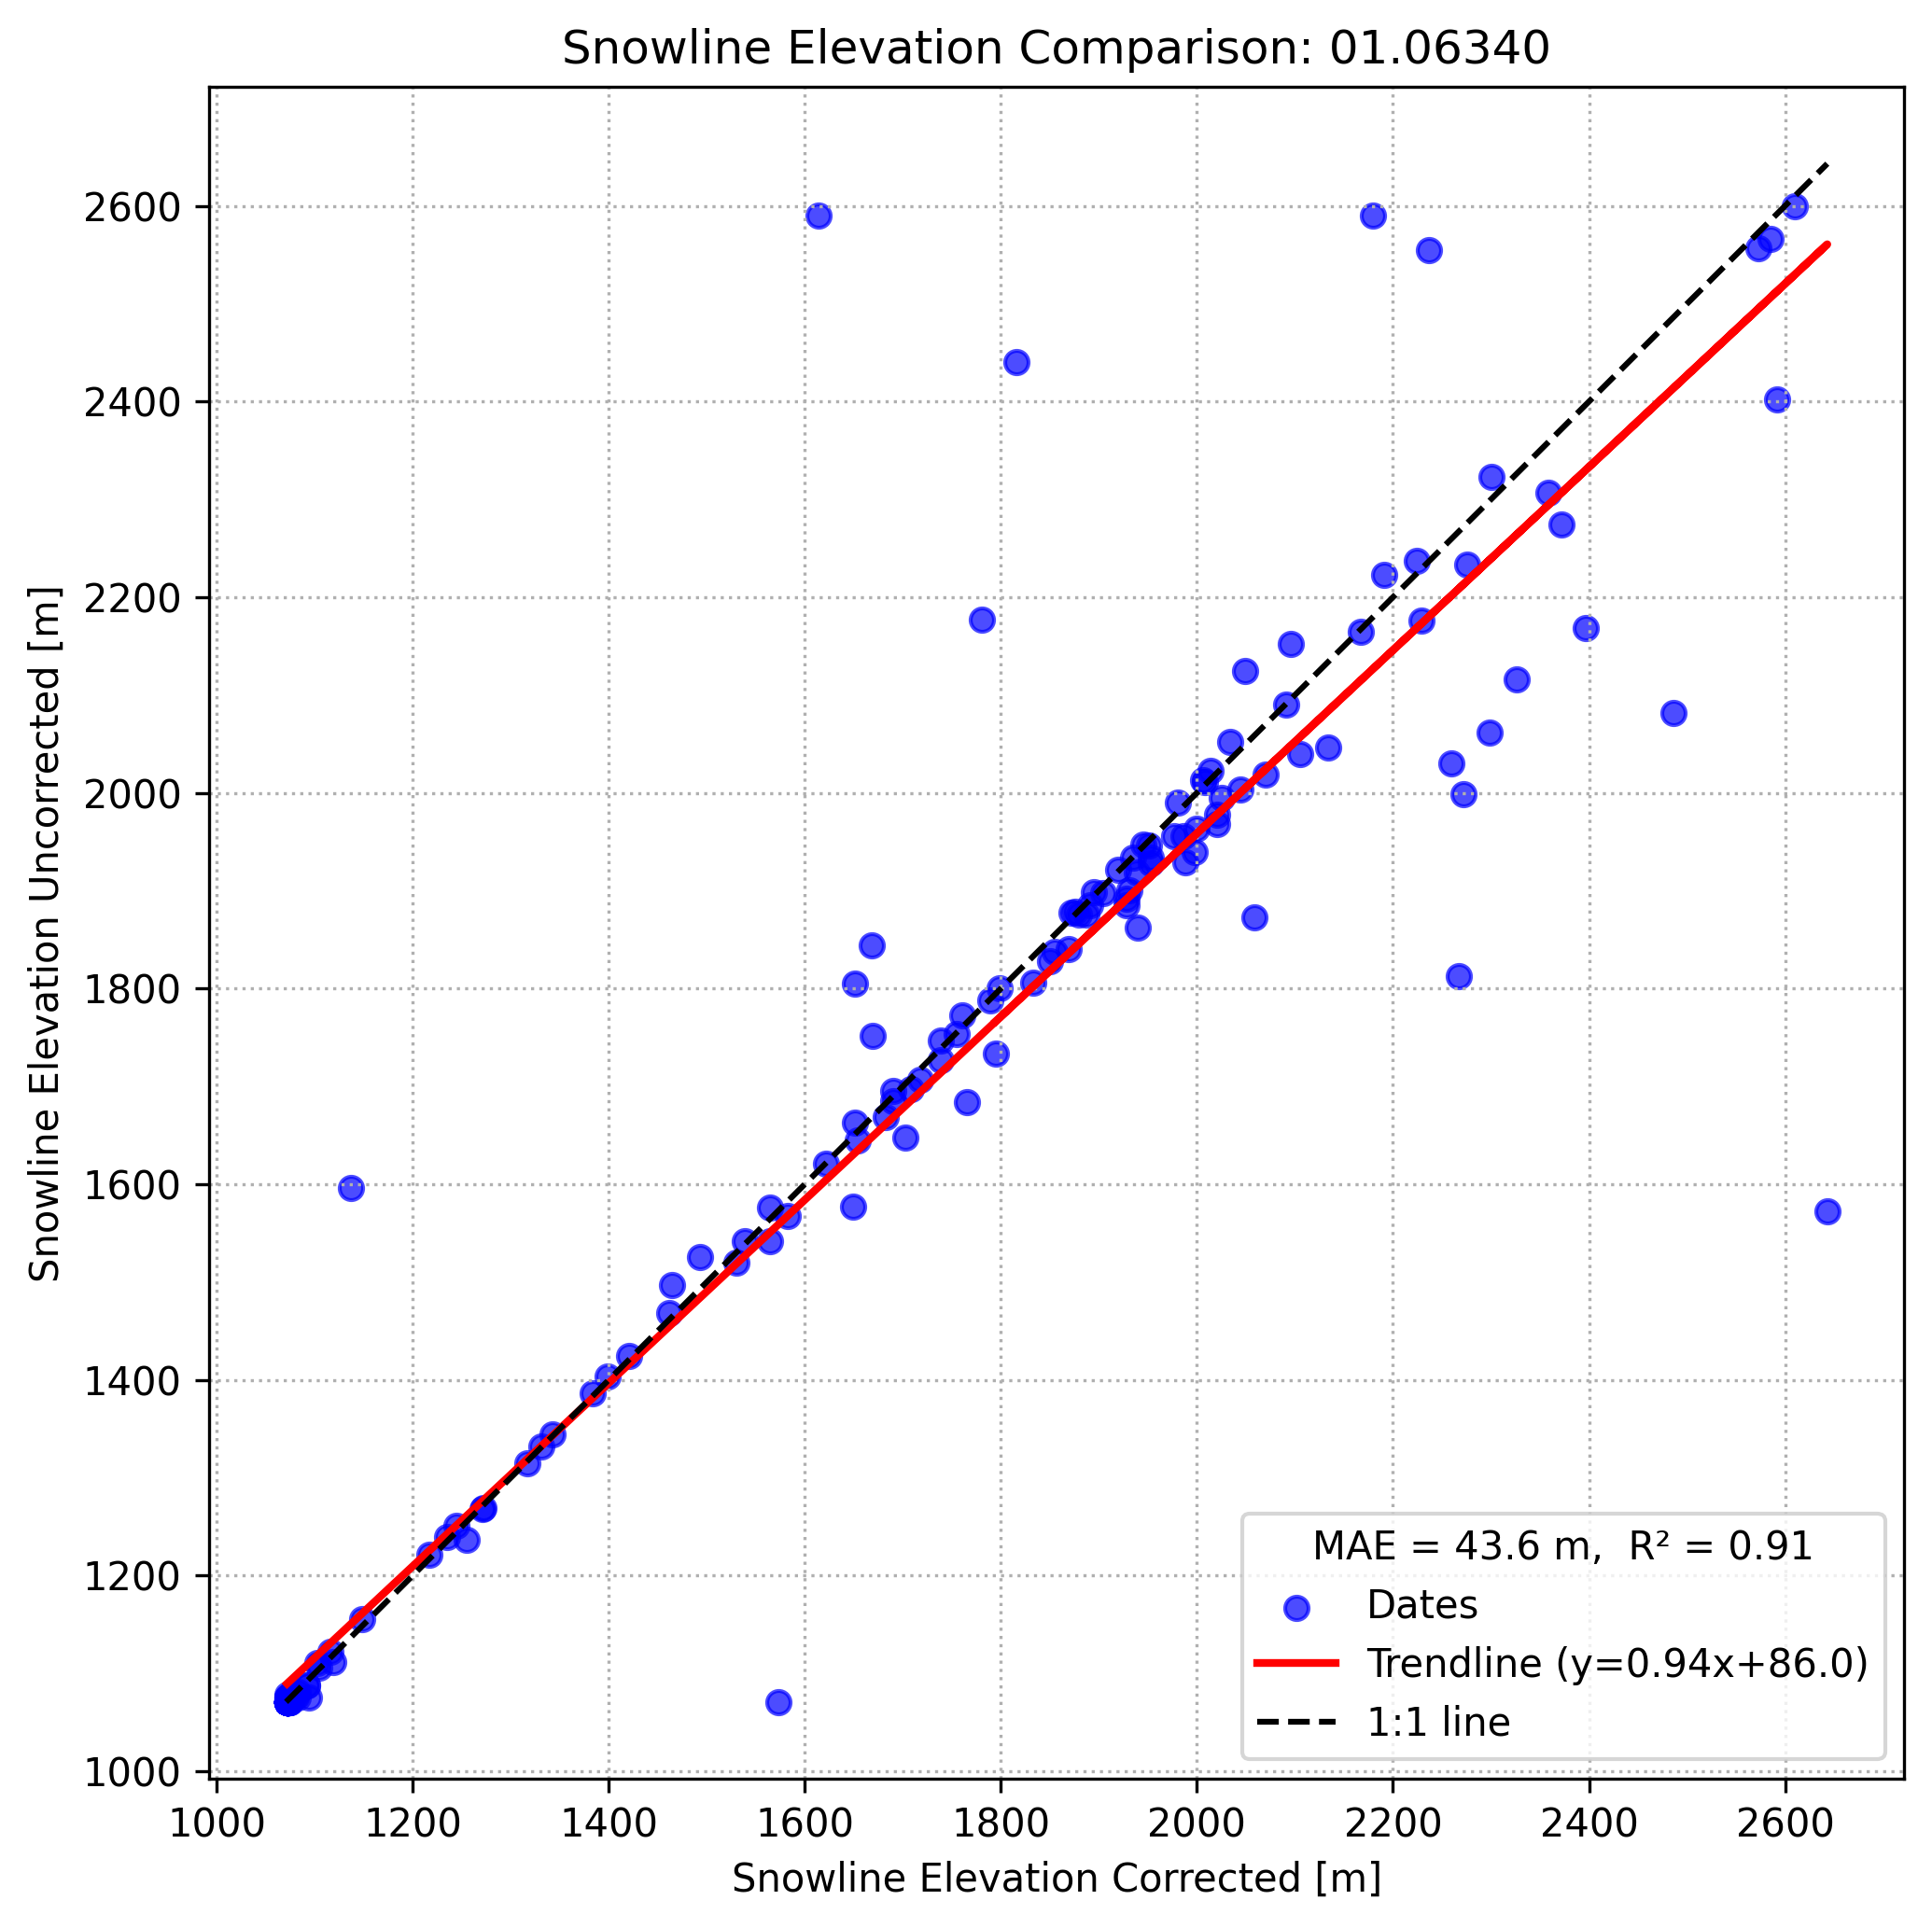 Snowline Elevation Comparison: 01.06340
Snowline Elevation Uncorrected [m]
2600
2400
2200
2000
1800
1600
1400
1200
1000
MAE = 43.6 m,  R² = 0.91
Dates
Trendline (y=0.94x+86.0)
1:1 line
1000 1200 1400 1600 1800 2000 2200 2400 2600
Snowline Elevation Corrected [m]